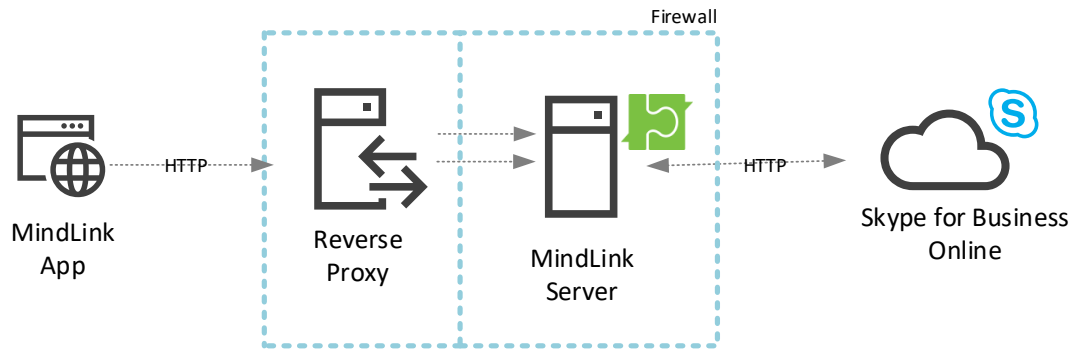 Firewall
HTTP
HTTP
MindLink
App
Reverse
Proxy
MindLink
Server
Skype for Business
Online
S